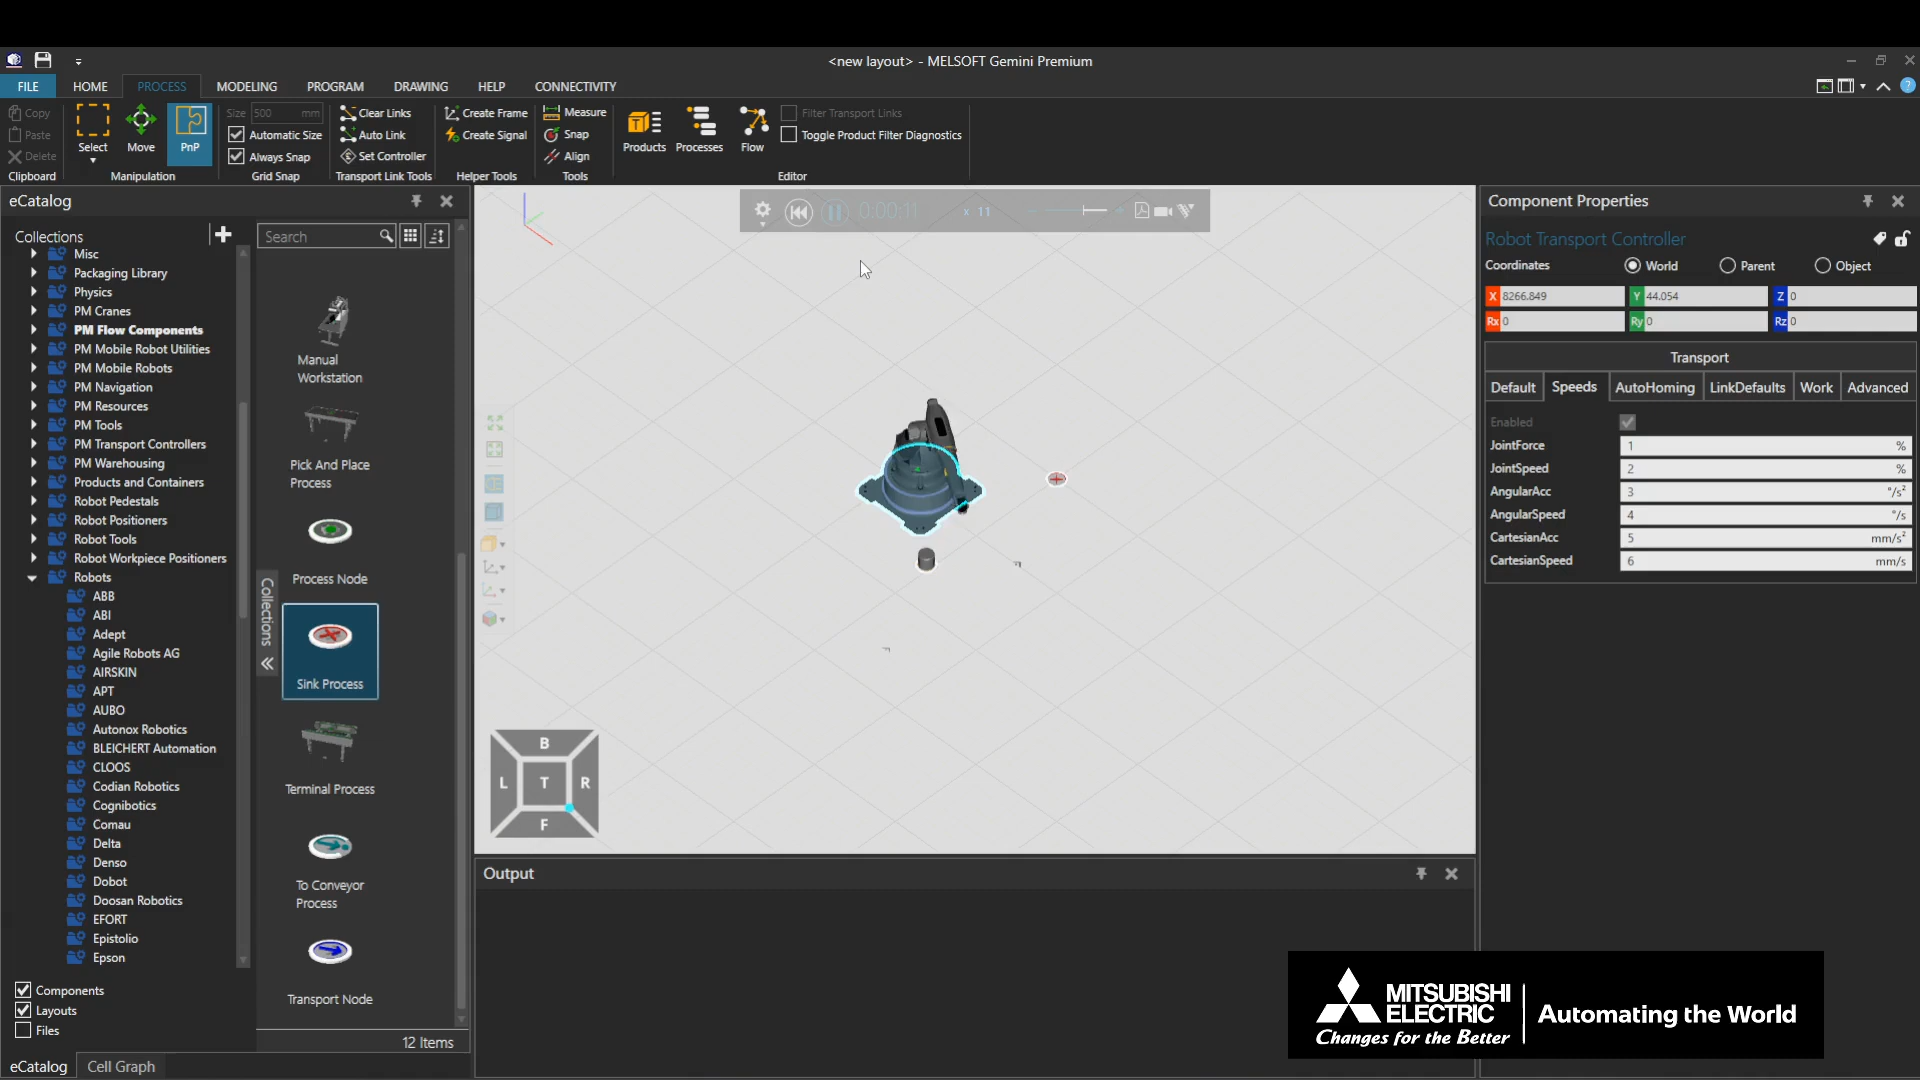 <new layout> - MELSOFT Gemini Premium
FILE HOME PROCESS MODELING PROGRAM DRAWING HELP CONNECTIVITY
Copy
Paste
Delete
Clipboard
Select
Move
PnP
Manipulation
Size 500 mm
Automatic Size
Always Snap
Grid Snap
Clear Links
Auto Link
Set Controller
Transport Link Tools
Create Frame
Create Signal
Helper Tools
Measure
Snap
Align
Tools
Products
Processes
Flow
Filter Transport Links
Toggle Product Filter Diagnostics
Editor
eCatalog
Collections
Misc
Packaging Library
Physics
PM Cranes
PM Flow Components
PM Mobile Robot Utilities
PM Mobile Robots
PM Navigation
PM Resources
PM Tools
PM Transport Controllers
PM Warehousing
Products and Containers
Robot Pedestals
Robot Positioners
Robot Tools
Robot Workpiece Positioners
Robots
ABB
ABI
Adept
Agile Robots AG
AIRSKIN
APT
AUBO
Autonox Robotics
BLEICHERT Automation
CLOOS
Codian Robotics
Cognibotics
Comau
Delta
Denso
Dobot
Doosan Robotics
EFORT
Epistolio
Epson
Components
Layouts
Files
eCatalog Cell Graph
Search
Collections
Manual
Workstation
Pick And Place
Process
Process Node
Sink Process
Terminal Process
To Conveyor
Process
Transport Node
12 Items
0:00:11 x 11
B
L T R
F
Output
Component Properties
Robot Transport Controller
Coordinates World Parent Object
X 8266.849 Y 44.054 Z 0
Rx 0 Ry 0 Rz 0
Transport
Default Speeds AutoHoming LinkDefaults Work Advanced
Enabled
JointForce 1 %
JointSpeed 2 %
AngularAcc 3 °/s²
AngularSpeed 4 °/s
CartesianAcc 5 mm/s²
CartesianSpeed 6 mm/s
MITSUBISHI
ELECTRIC
Changes for the Better
Automating the World